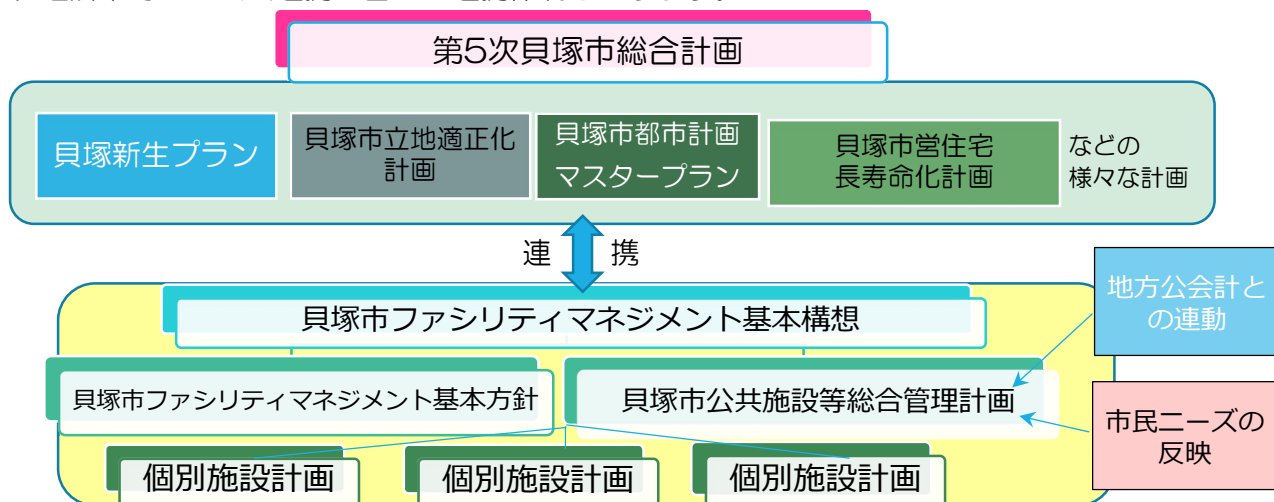 第5次貝塚市総合計画
貝塚新生プラン
貝塚市立地適正化
計画
貝塚市都市計画
マスタープラン
貝塚市営住宅
長寿命化計画
などの
様々な計画
連 携
地方公会計と
の連動
貝塚市ファシリティマネジメント基本構想
貝塚市ファシリティマネジメント基本方針
貝塚市公共施設等総合管理計画
市民ニーズの
反映
個別施設計画
個別施設計画
個別施設計画